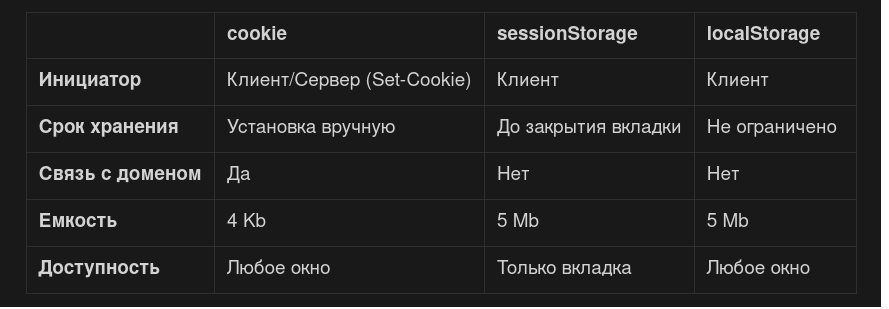 cookie sessionStorage localStorage
Инициатор Клиент/Сервер (Set-Cookie) Клиент Клиент
Срок хранения Установка вручную До закрытия вкладки Не ограничено
Связь с доменом Да Нет Нет
Емкость 4 Kb 5 Mb 5 Mb
Доступность Любое окно Только вкладка Любое окно